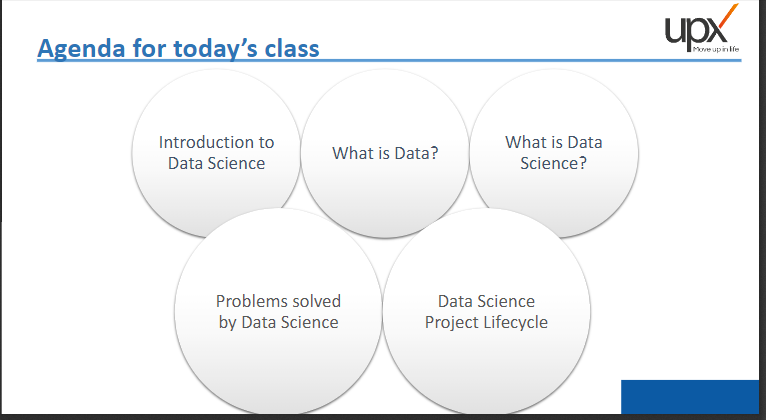 Agenda for today's class
upx
Move up in life
Introduction to
Data Science
What is Data?
What is Data
Science?
Problems solved
by Data Science
Data Science
Project Lifecycle